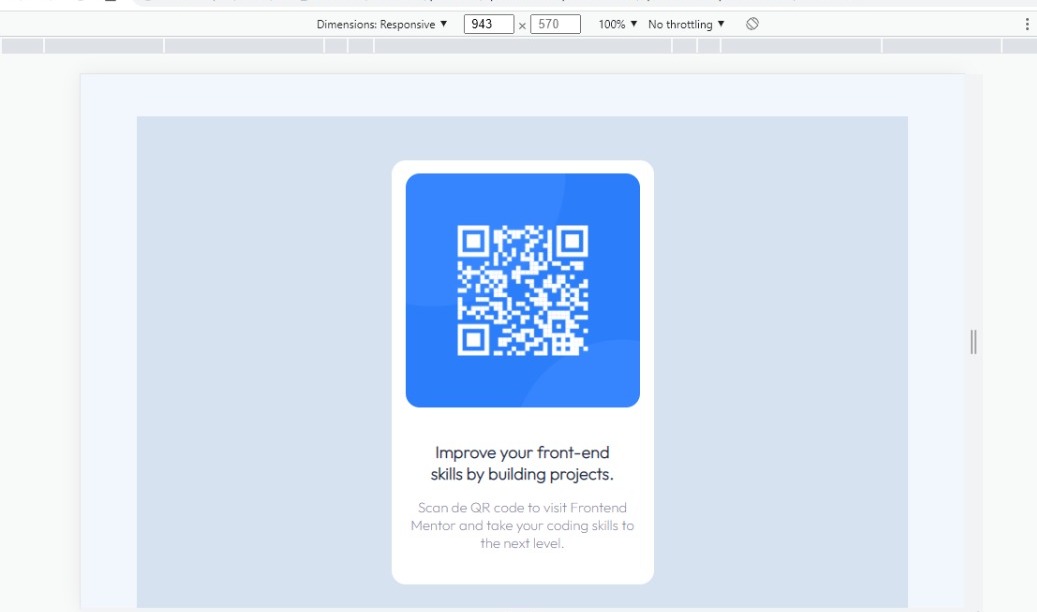 Dimensions: Responsive ▼ 943 × 570 100% ▼ No throttling ▼
Improve your front-end
skills by building projects.
Scan de QR code to visit Frontend
Mentor and take your coding skills to
the next level.